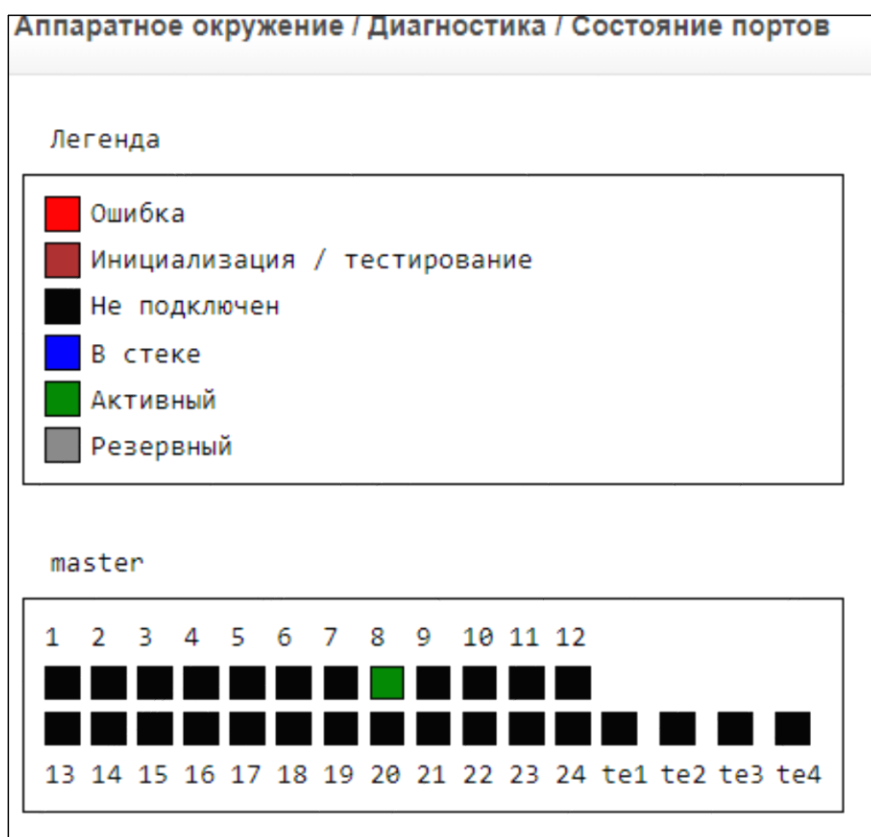 Аппаратное окружение / Диагностика / Состояние портов
Легенда
Ошибка
Инициализация / тестирование
Не подключен
В стеке
Активный
Резервный
master
1 2 3 4 5 6 7 8 9 10 11 12
13 14 15 16 17 18 19 20 21 22 23 24 te1 te2 te3 te4